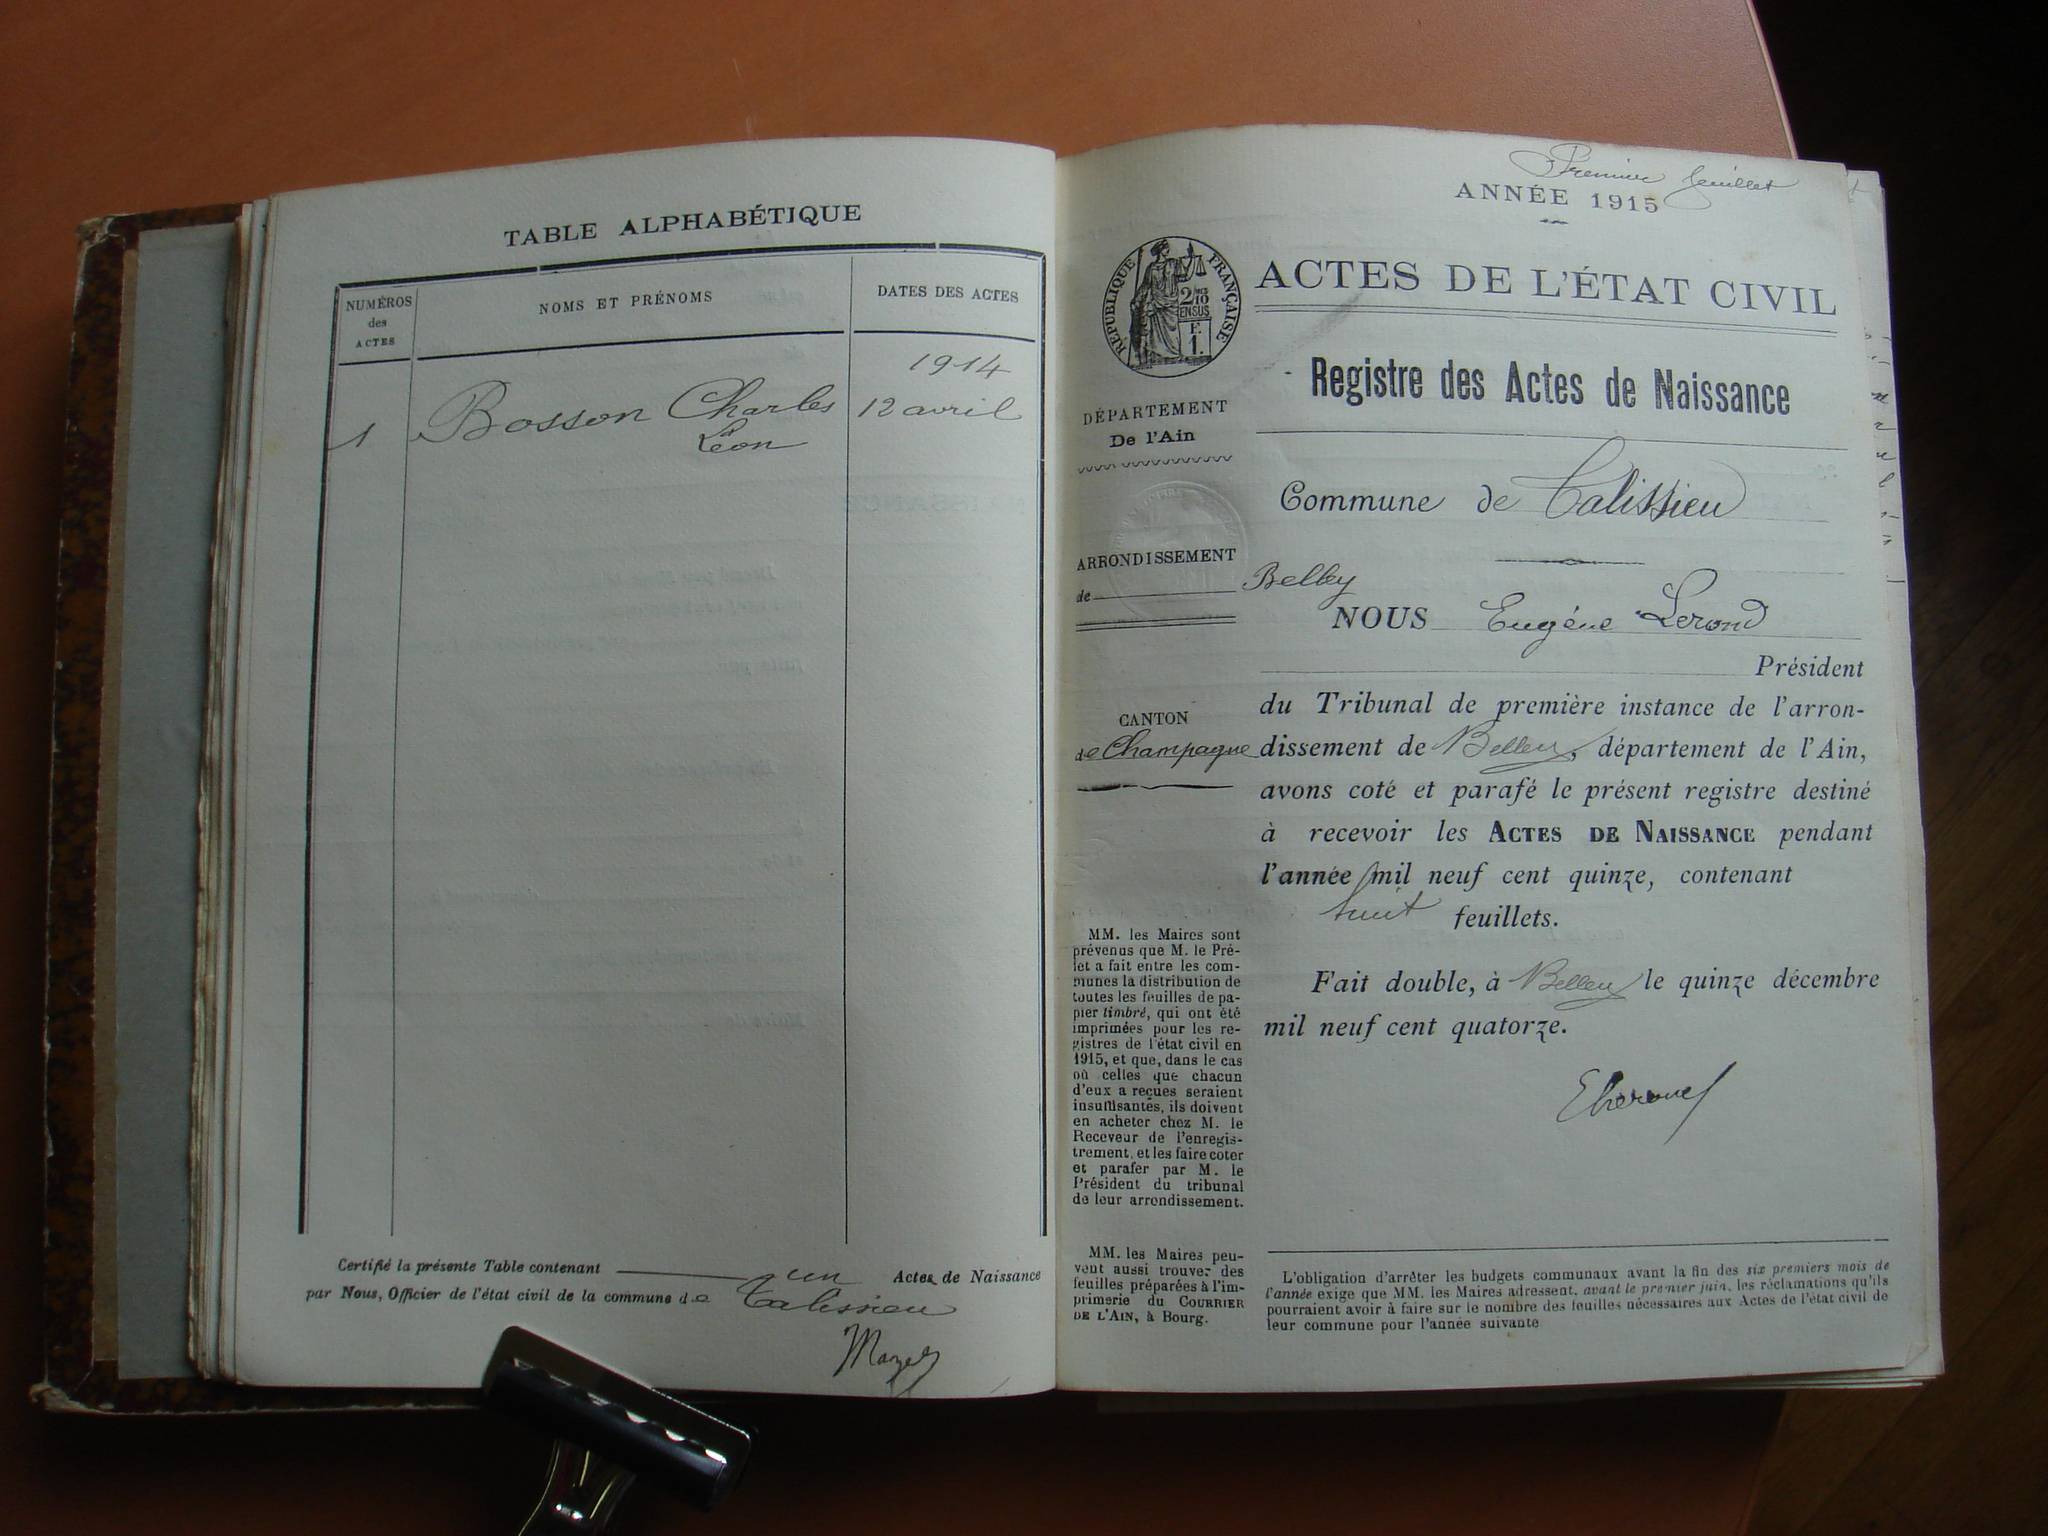 TABLE ALPHABÉTIQUE
NUMÉROS
des
ACTES
NOMS ET PRÉNOMS
DATES DES ACTES
1914
1 Bosson Charles 12 avril
Léon
Certifié la présente Table contenant un Actes de Naissance
par Nous, Officier de l'état civil de la commune de Talissieu
Premier feuillet
ANNÉE 1915
RÉPUBLIQUE FRANÇAISE
2/10
EN SUS
F.
1.
ACTES DE L'ÉTAT CIVIL
Registre des Actes de Naissance
DÉPARTEMENT
De l'Ain
Commune de Talissieu
ARRONDISSEMENT
de Belley
NOUS Eugène Lerond
Président
du Tribunal de première instance de l'arron-
dissement de Belley, département de l'Ain,
avons coté et parafé le présent registre destiné
à recevoir les ACTES DE NAISSANCE pendant
l'année mil neuf cent quinze, contenant
huit feuillets.
Fait double, à Belley le quinze décembre
mil neuf cent quatorze.
CANTON
de Champagne
MM. les Maires sont
prévenus que M. le Pré-
fet a fait entre les com-
munes la distribution de
toutes les feuilles de pa-
pier timbré, qui ont été
imprimées pour les re-
gistres de l'état civil en
1915, et que, dans le cas
où celles que chacun
d'eux a reçues seraient
insuffisantes, ils doivent
en acheter chez M. le
Receveur de l'enregis-
trement, et les faire coter
et parafer par M. le
Président du tribunal
de leur arrondissement.
MM. les Maires peu-
vent aussi trouver des
feuilles préparées à l'im-
primerie du COURRIER
DE L'AIN, à Bourg.
L'obligation d'arrêter les budgets communaux avant la fin des six premiers mois de
l'année exige que MM. les Maires adressent, avant le premier juin, les réclamations qu'ils
pourraient avoir à faire sur le nombre des feuilles nécessaires aux Actes de l'état civil de
leur commune pour l'année suivante